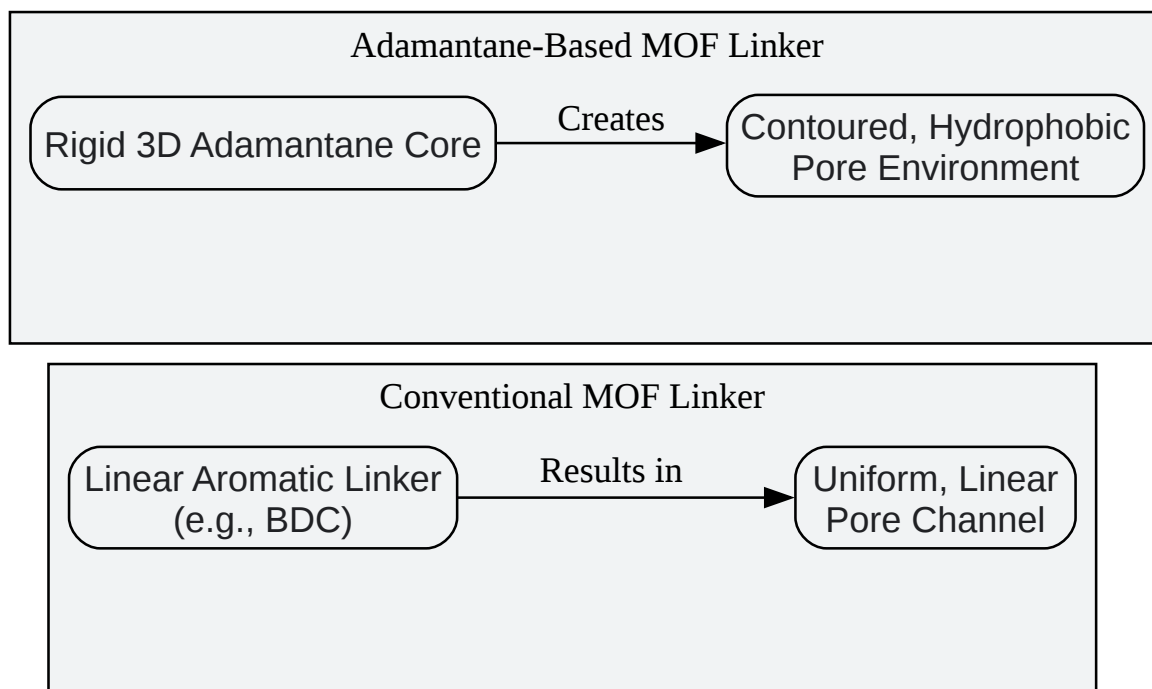 Adamantane-Based MOF Linker
Rigid 3D Adamantane Core
Creates
Contoured, Hydrophobic
Pore Environment
Conventional MOF Linker
Linear Aromatic Linker
(e.g., BDC)
Results in
Uniform, Linear
Pore Channel